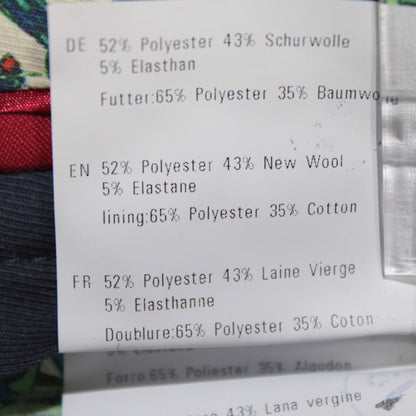 DE 52% Polyester 43% Schurwolle
5% Elasthan
Futter:65% Polyester 35% Baumwolle
EN 52% Polyester 43% New Wool
5% Elastane
lining:65% Polyester 35% Cotton
FR 52% Polyester 43% Laine Vierge
5% Elasthanne
Doublure:65% Polyester 35% Coton
5% Elastano
Forro:65% Poliester 35% Algodon
43% Lana vergine